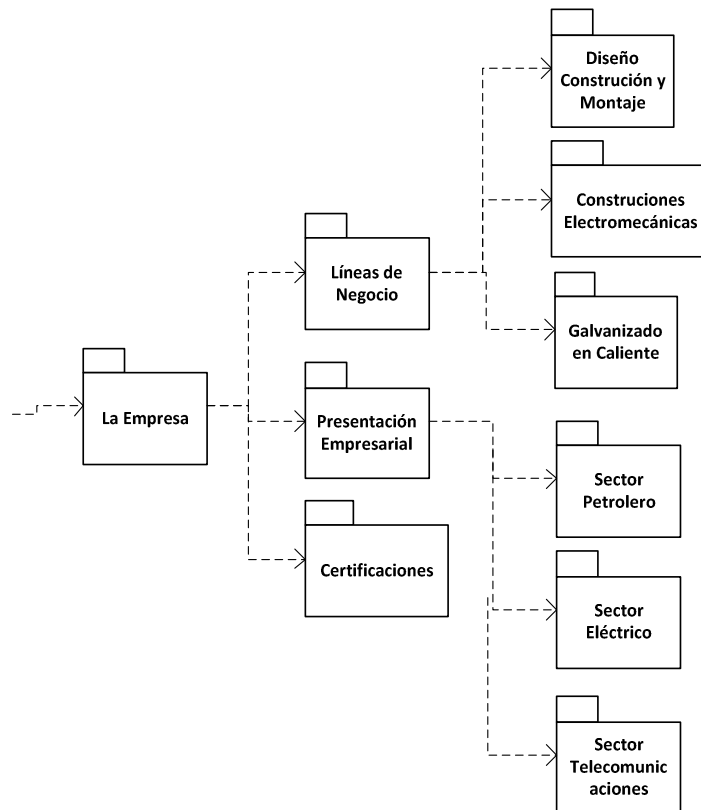 Diseño
Construción y
Montaje
Construciones
Electromecánicas
Líneas de
Negocio
Galvanizado
en Caliente
La Empresa
Presentación
Empresarial
Sector
Petrolero
Certificaciones
Sector
Eléctrico
Sector
Telecomunic
aciones